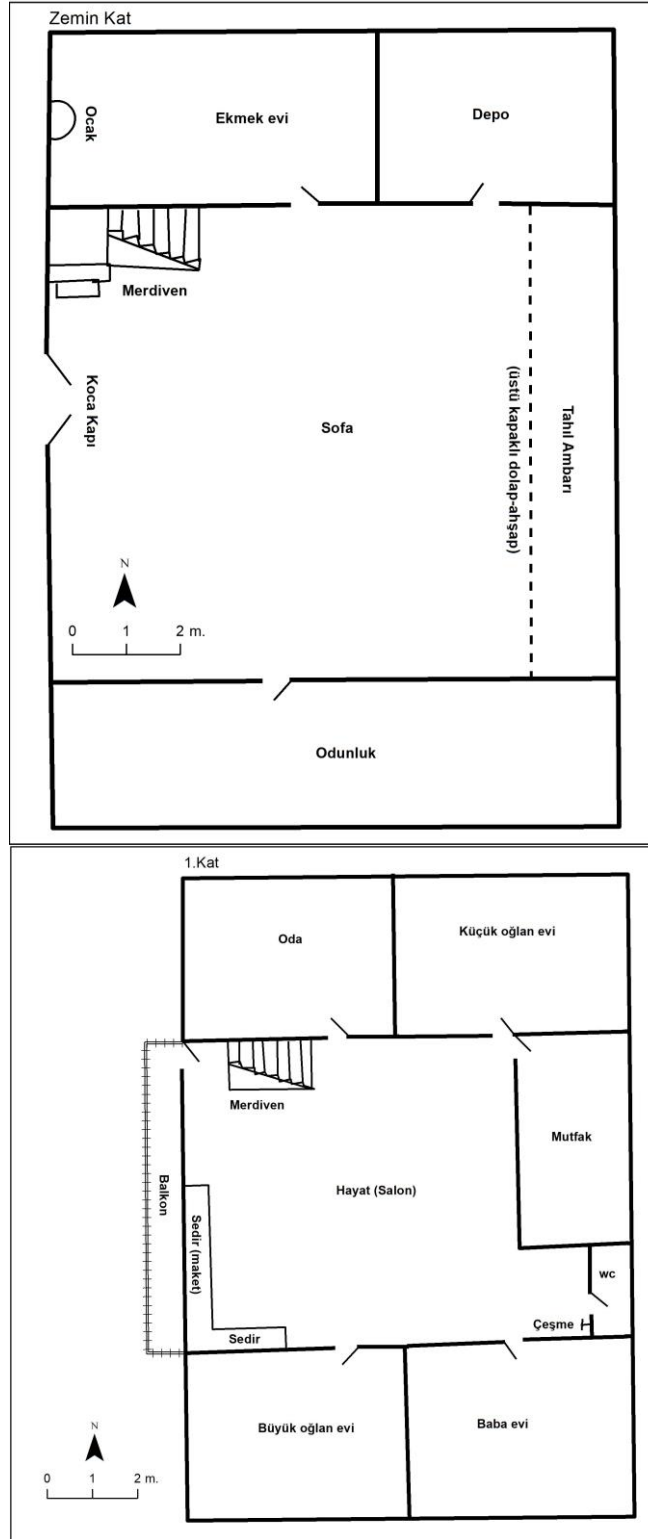 Zemin Kat
Ocak
Ekmek evi
Depo
Merdiven
Koca Kapı
Sofa
(üstü kapaklı dolap-ahşap)
Tahıl Ambarı
N
0 1 2 m.
Odunluk
1.Kat
Oda
Küçük oğlan evi
Merdiven
Mutfak
Balkon
Hayat (Salon)
Sedir (maket)
wc
Sedir
Çeşme
Büyük oğlan evi
Baba evi
N
0 1 2 m.